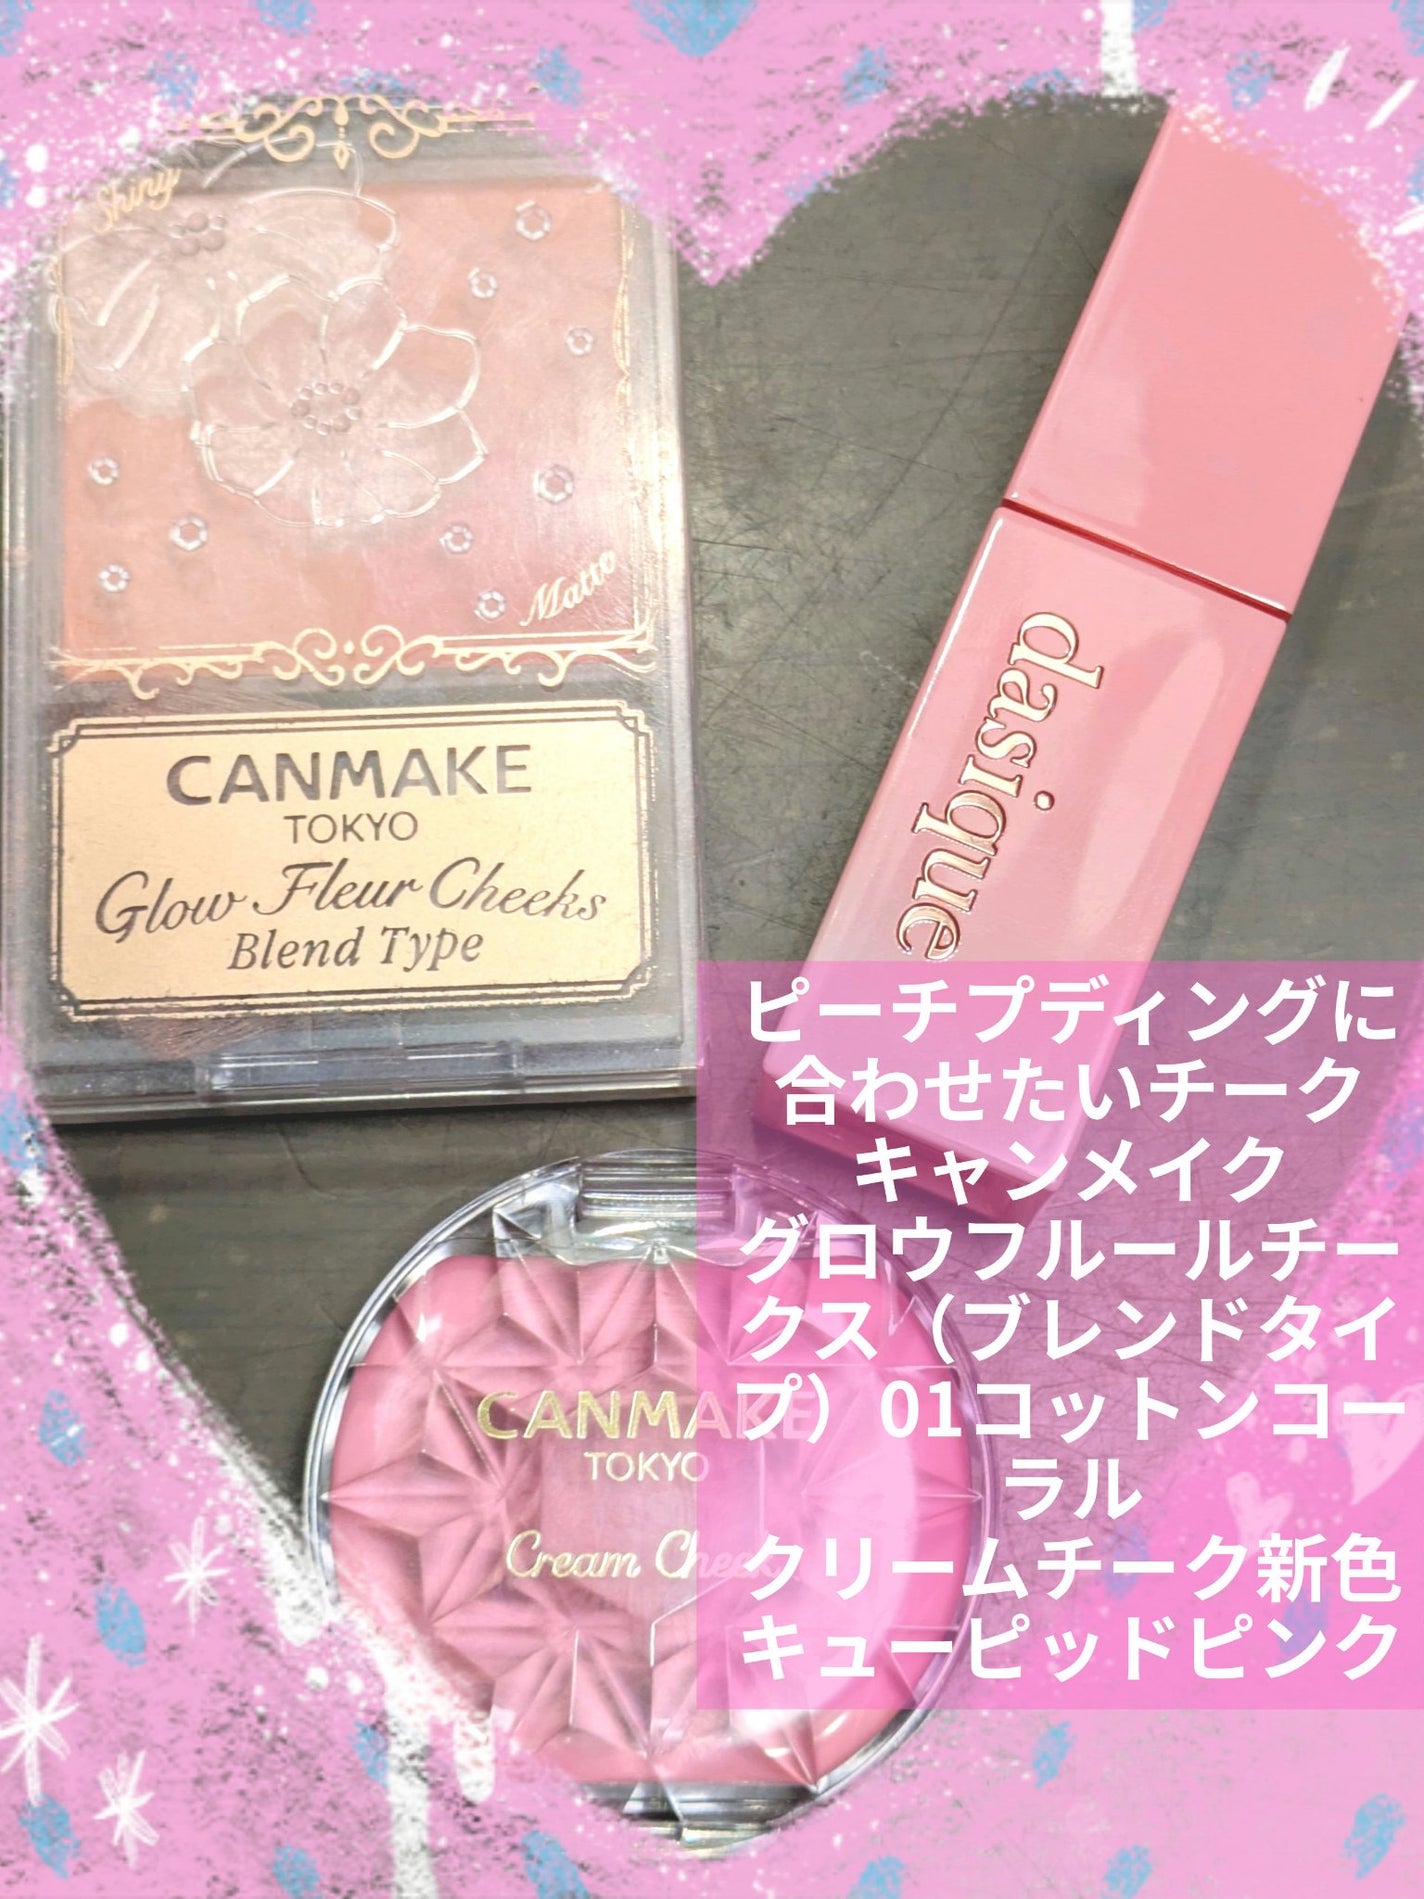 Shiny
Matte
CANMAKE
TOKYO
Glow Fleur Cheeks
Blend Type
dasique
ピーチプディングに
合わせたいチーク
キャンメイク
グロウフルールチー
クス（ブレンドタイ
プ）01コットンコー
ラル
クリームチーク新色
キューピッドピンク
CANMAKE
TOKYO
Cream Cheek